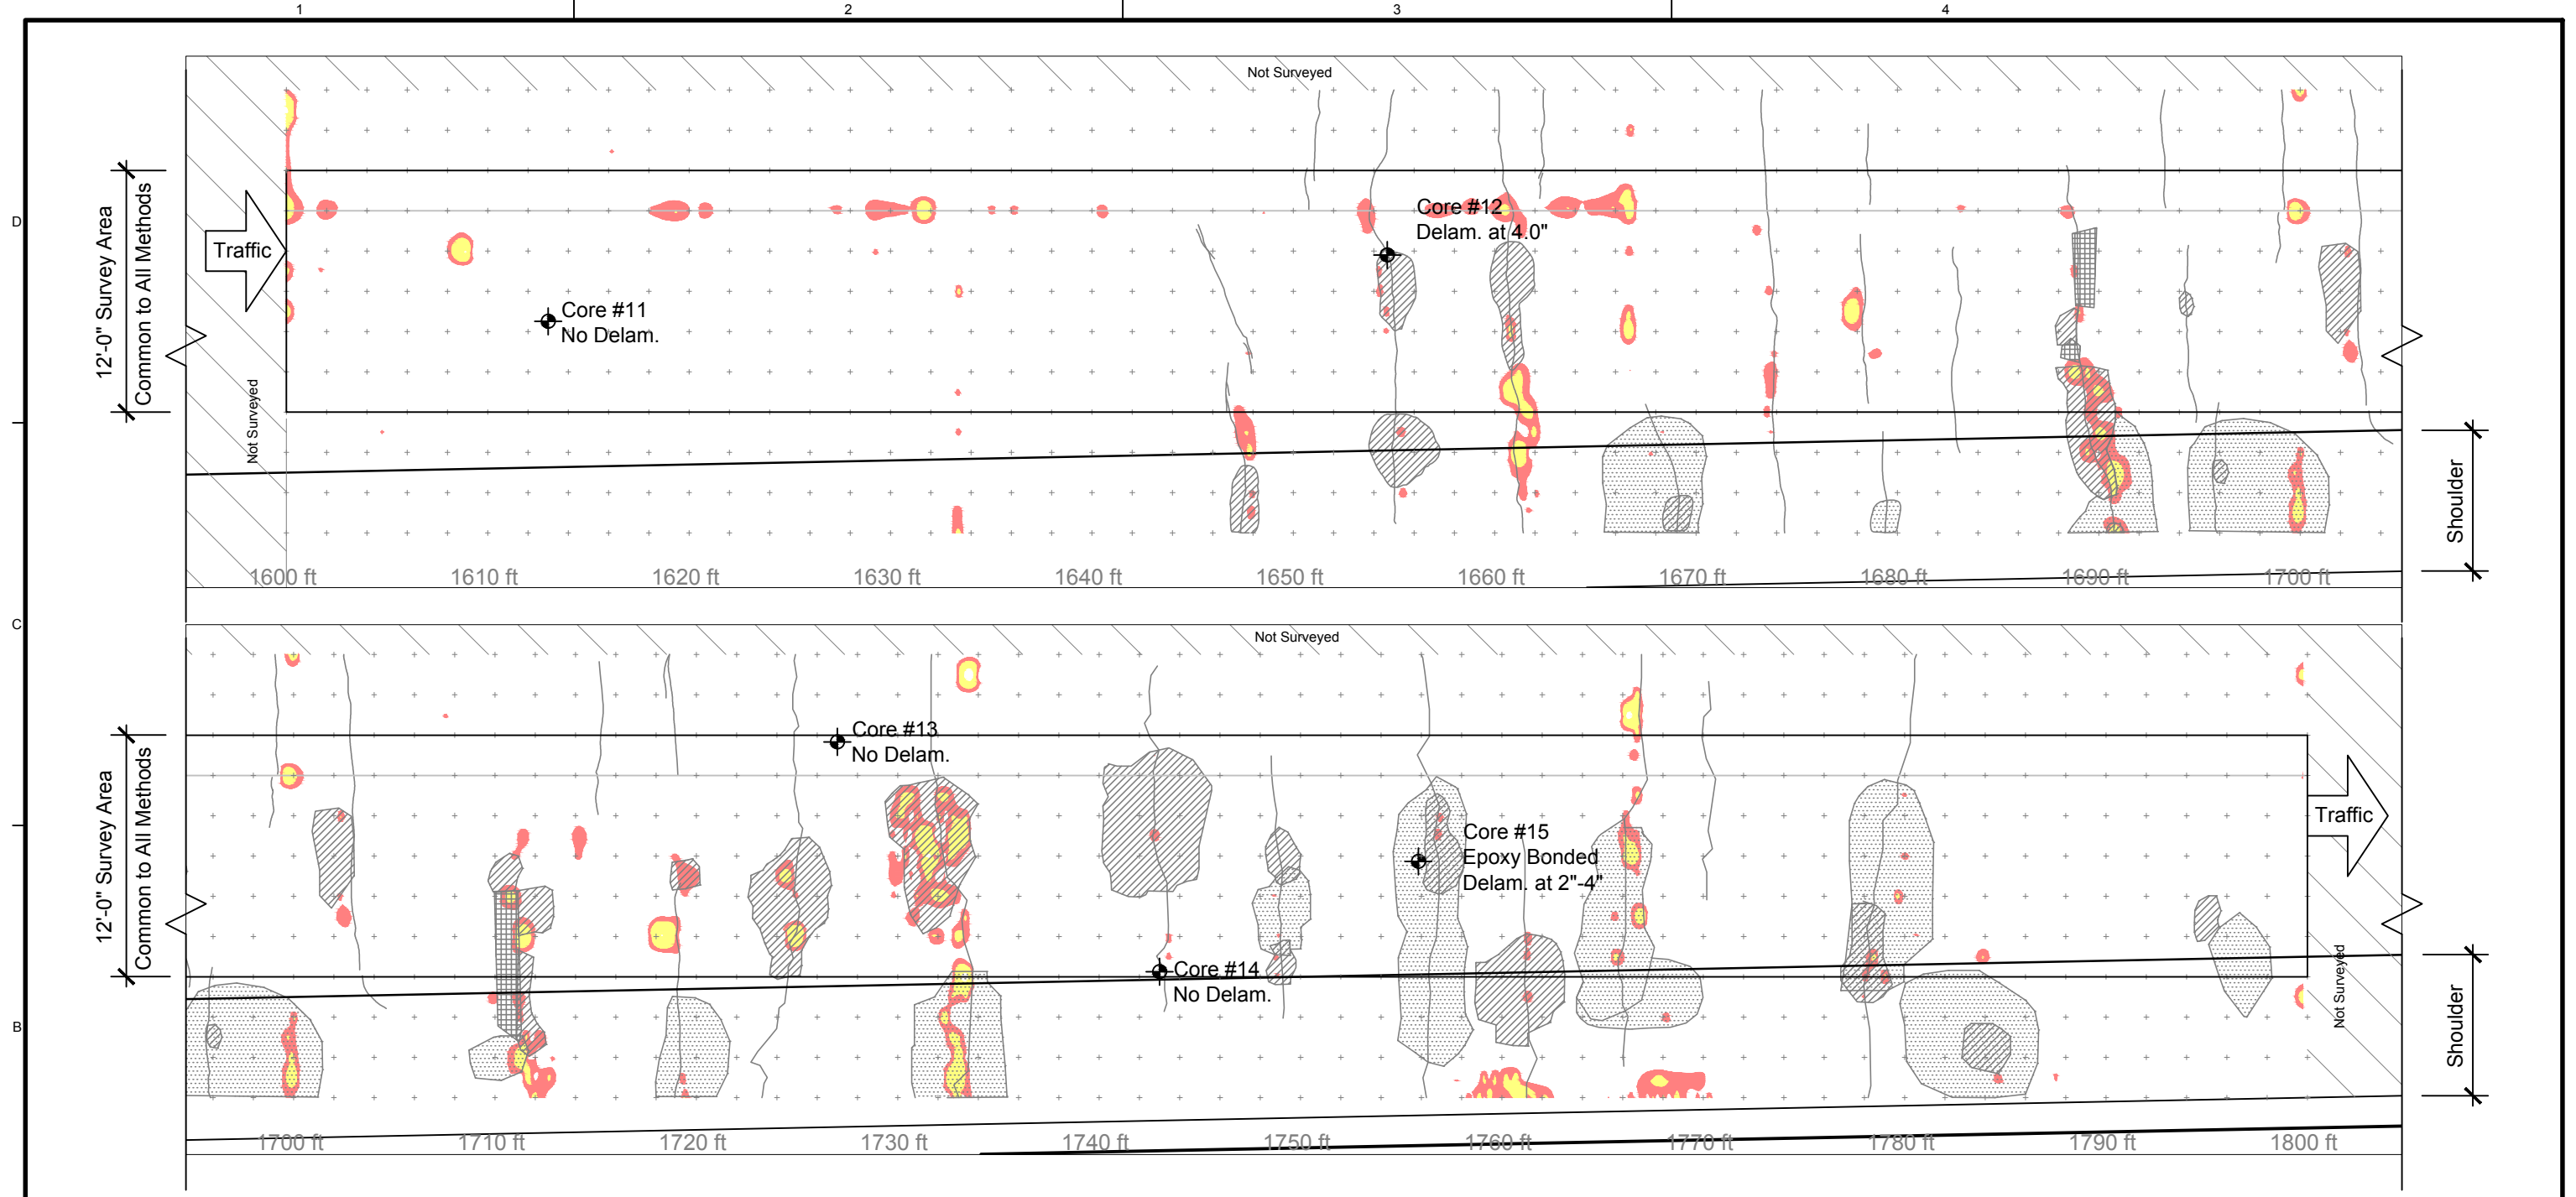 1 2 3 4
Not Surveyed
D
12'-0" Survey Area
Common to All Methods
Traffic
Not Surveyed
Core #11
No Delam.
Core #12
Delam. at 4.0"
Shoulder
1600 ft 1610 ft 1620 ft 1630 ft 1640 ft 1650 ft 1660 ft 1670 ft 1680 ft 1690 ft 1700 ft
C
Not Surveyed
12'-0" Survey Area
Common to All Methods
Core #13
No Delam.
Core #14
No Delam.
Core #15
Epoxy Bonded
Delam. at 2"-4"
Traffic
Not Surveyed
B
Shoulder
1700 ft 1710 ft 1720 ft 1730 ft 1740 ft 1750 ft 1760 ft 1770 ft 1780 ft 1790 ft 1800 ft